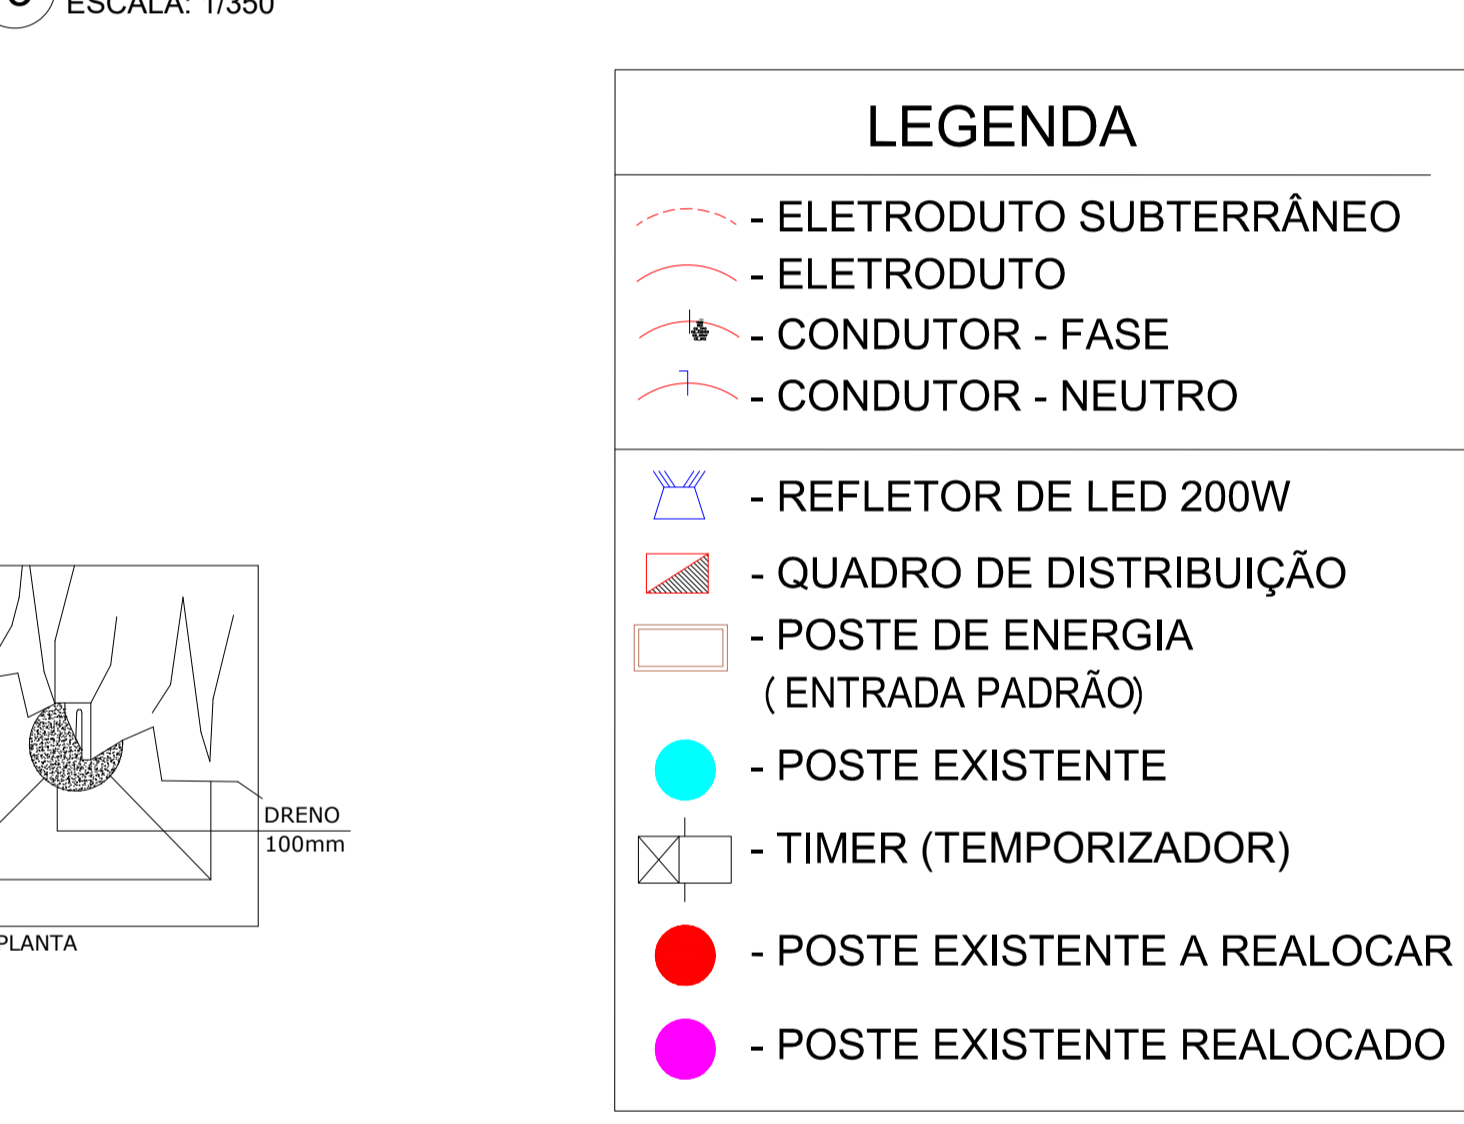 ESCALA: 1/350
LEGENDA
- ELETRODUTO SUBTERRÂNEO
- ELETRODUTO
- CONDUTOR - FASE
- CONDUTOR - NEUTRO
- REFLETOR DE LED 200W
- QUADRO DE DISTRIBUIÇÃO
- POSTE DE ENERGIA
( ENTRADA PADRÃO)
- POSTE EXISTENTE
- TIMER (TEMPORIZADOR)
- POSTE EXISTENTE A REALOCAR
- POSTE EXISTENTE REALOCADO
DRENO
100mm
PLANTA